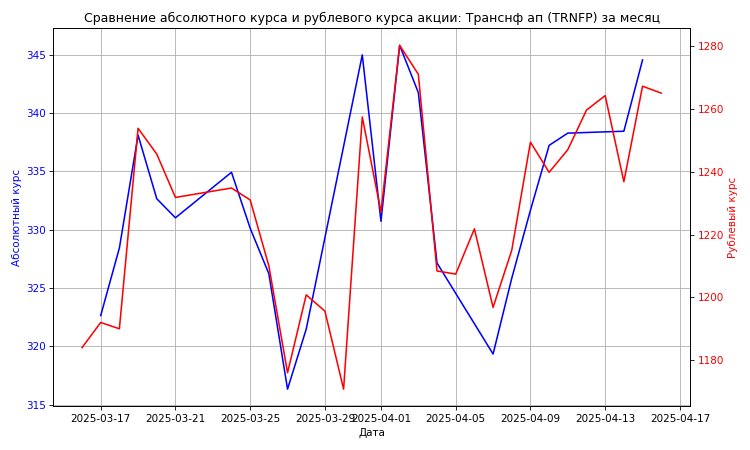 Сравнение абсолютного курса и рублевого курса акции: Транснф ап (TRNFP) за месяц
345
340
335
330
325
320
315
Абсолютный курс
1280
1260
1240
1220
1200
1180
Рублевый курс
2025-03-17 2025-03-21 2025-03-25 2025-03-29 2025-04-01 2025-04-05 2025-04-09 2025-04-13 2025-04-17
Дата